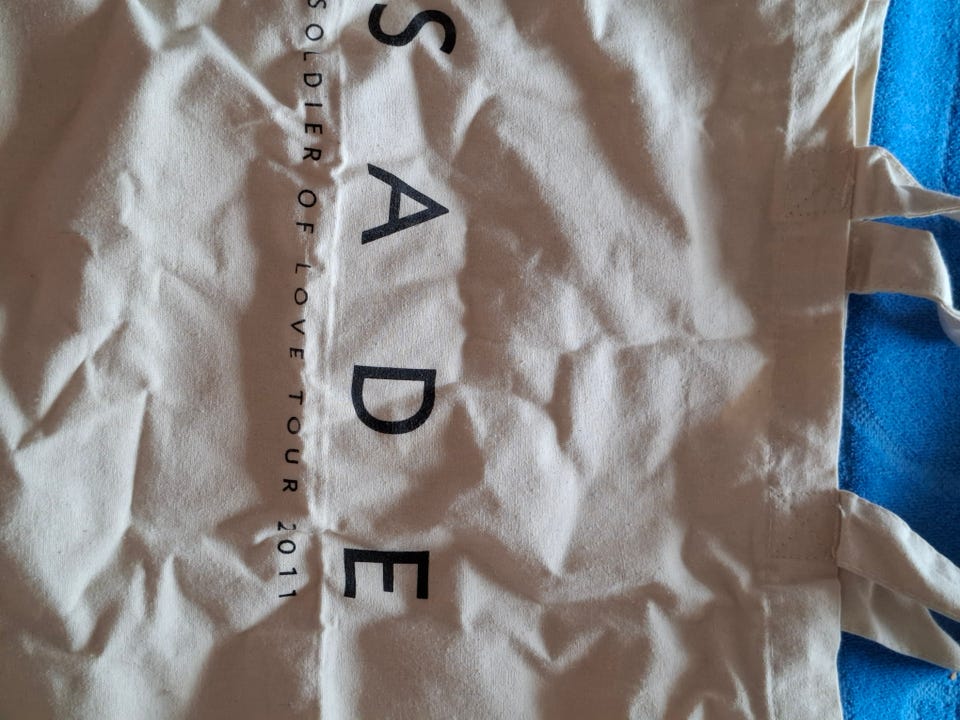 SADE
SOLDIER OF LOVE TOUR 2011